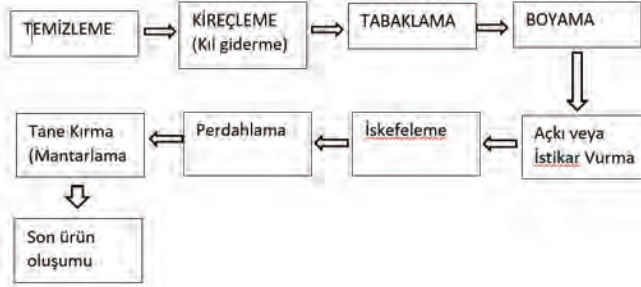 TEMİZLEME
KİREÇLEME
(Kıl giderme)
TABAKLAMA
BOYAMA
Açkı veya
İstikar Vurma
İskefeleme
Perdahlama
Tane Kırma
(Mantarlama
Son ürün
oluşumu